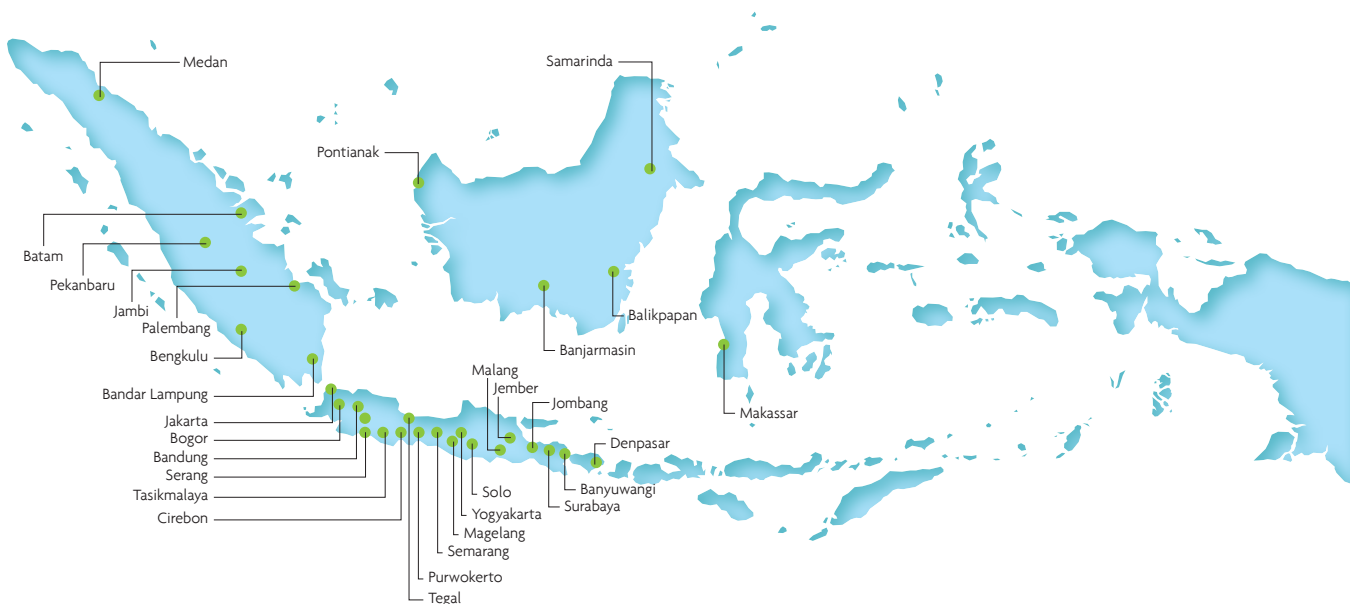 Medan
Samarinda
Pontianak
Batam
Pekanbaru
Jambi
Palembang
Bengkulu
Balikpapan
Banjarmasin
Malang
Jember
Bandar Lampung
Jombang
Makassar
Jakarta
Bogor
Bandung
Serang
Tasikmalaya
Cirebon
Denpasar
Banyuwangi
Surabaya
Solo
Yogyakarta
Magelang
Semarang
Purwokerto
Tegal